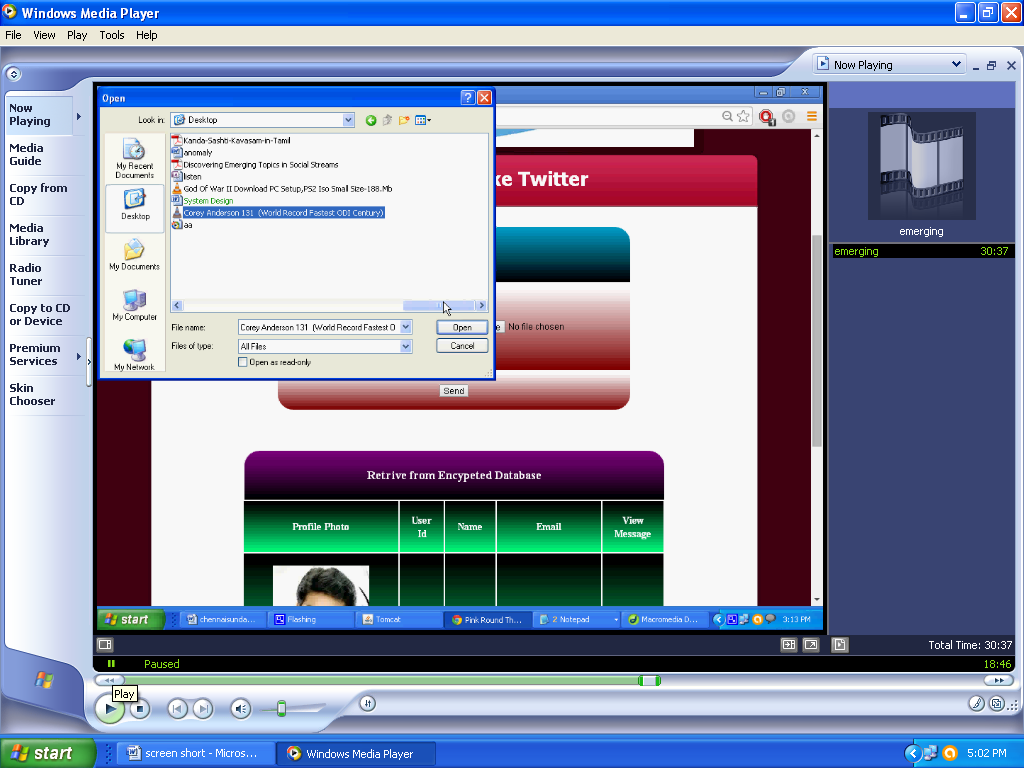 Windows Media Player
File View Play Tools Help
Now Playing
Now
Playing
Media
Guide
Copy from
CD
Media
Library
Radio
Tuner
Copy to CD
or Device
Premium
Services
Skin
Chooser
Open
Look in: Desktop
My Recent
Documents
Desktop
My Documents
My Computer
My Network
Kanda-Sashti-Kavasam-in-Tamil
anomaly
Discovering Emerging Topics in Social Streams
listen
God Of War II Download PC Setup,PS2 Iso Small Size-188.Mb
System Design
Corey Anderson 131 (World Record Fastest ODI Century)
aa
File name: Corey Anderson 131 (World Record Fastest O Open
Files of type: All Files Cancel
Open as read-only
ke Twitter
e No file chosen
Send
Retrive from Encypeted Database
Profile Photo User Id Name Email View Message
start chennaisunda... Flashing Tomcat Pink Round Th... 2 Notepad Macromedia D... 3:13 PM
emerging
emerging 30:37
Total Time: 30:37
Paused 18:46
Play
start screen short - Micros... Windows Media Player 5:02 PM